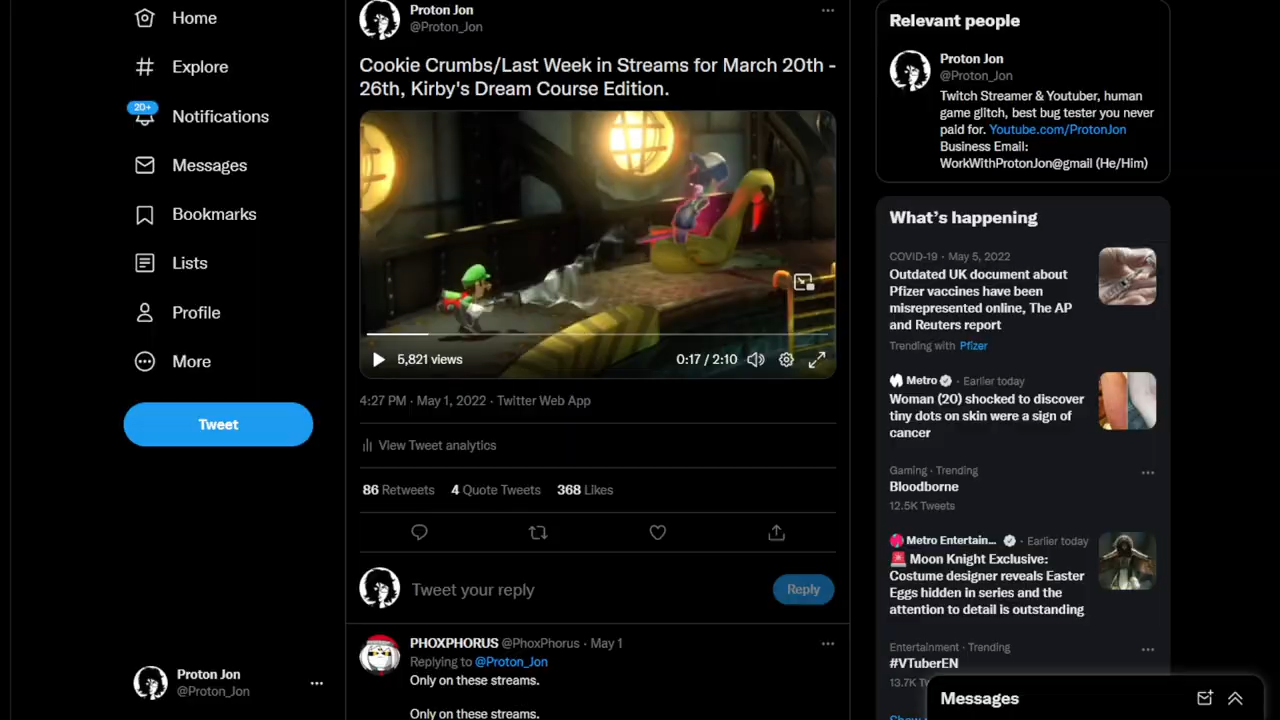 Home
Explore
20+
Notifications
Messages
Bookmarks
Lists
Profile
More
Tweet
Proton Jon
@Proton_Jon
Proton Jon
@Proton_Jon
Cookie Crumbs/Last Week in Streams for March 20th -
26th, Kirby's Dream Course Edition.
5,821 views
0:17 / 2:10
4:27 PM · May 1, 2022 · Twitter Web App
View Tweet analytics
86 Retweets 4 Quote Tweets 368 Likes
Tweet your reply
Reply
PHOXPHORUS @PhoxPhorus · May 1
Replying to @Proton_Jon
Only on these streams.
Only on these streams.
Relevant people
Proton Jon
@Proton_Jon
Twitch Streamer & Youtuber, human
game glitch, best bug tester you never
paid for. Youtube.com/ProtonJon
Business Email:
WorkWithProtonJon@gmail (He/Him)
What's happening
COVID-19 · May 5, 2022
Outdated UK document about
Pfizer vaccines have been
misrepresented online, The AP
and Reuters report
Trending with Pfizer
Metro · Earlier today
Woman (20) shocked to discover
tiny dots on skin were a sign of
cancer
Gaming · Trending
Bloodborne
12.5K Tweets
Metro Entertain... · Earlier today
Moon Knight Exclusive:
Costume designer reveals Easter
Eggs hidden in series and the
attention to detail is outstanding
Entertainment · Trending
#VTuberEN
13.7K
Messages